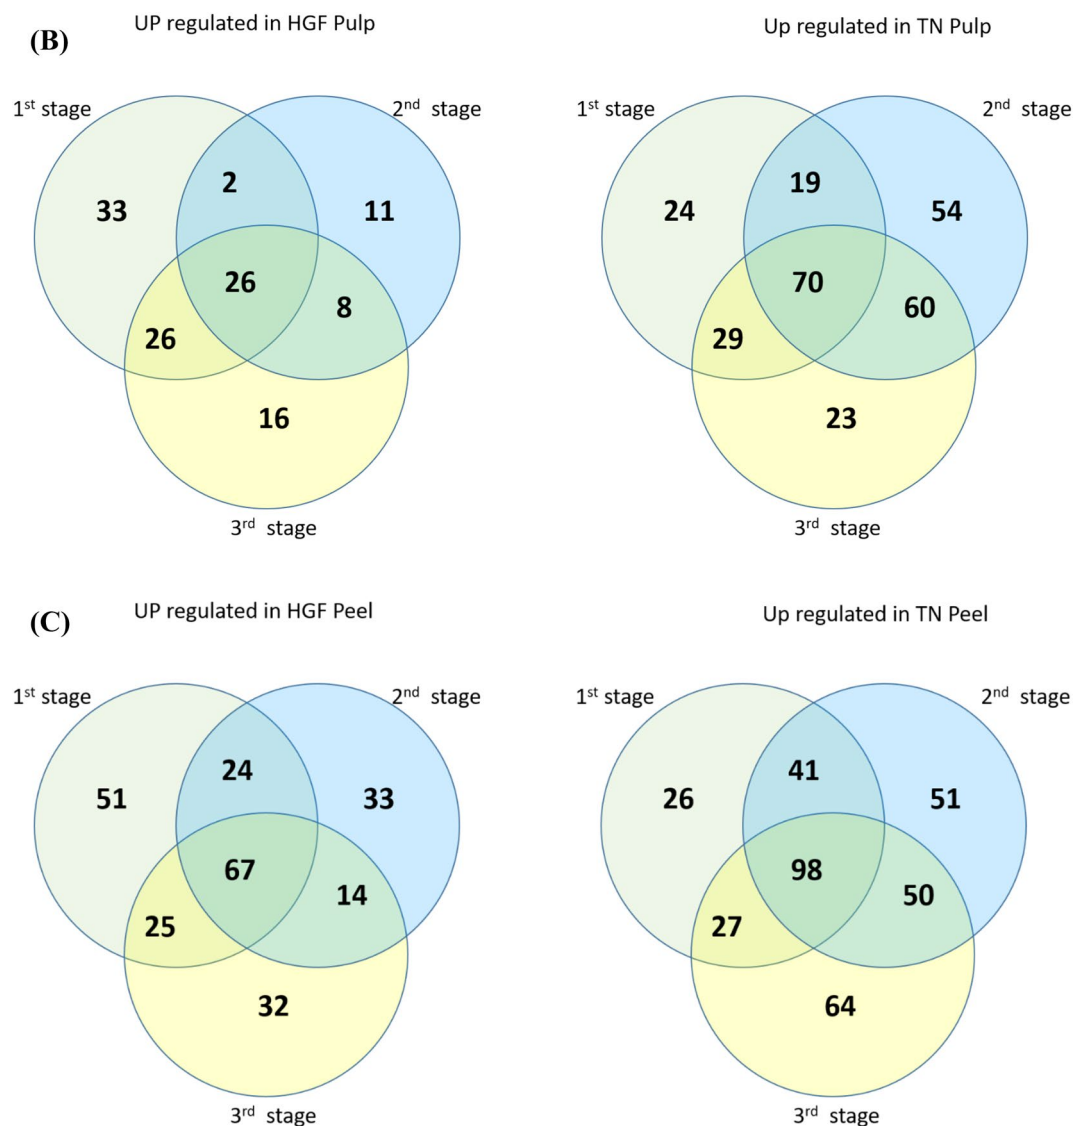 UP regulated in HGF Pulp
Up regulated in TN Pulp
(B)
1st stage
2nd stage
1st stage
2nd stage
2
19
33
11
24
54
26
70
8
60
26
29
16
23
3rd stage
3rd stage
UP regulated in HGF Peel
Up regulated in TN Peel
(C)
1st stage
2nd stage
1st stage
2nd stage
24
41
51
33
26
51
67
98
14
50
25
27
32
64
3rd stage
3rd stage